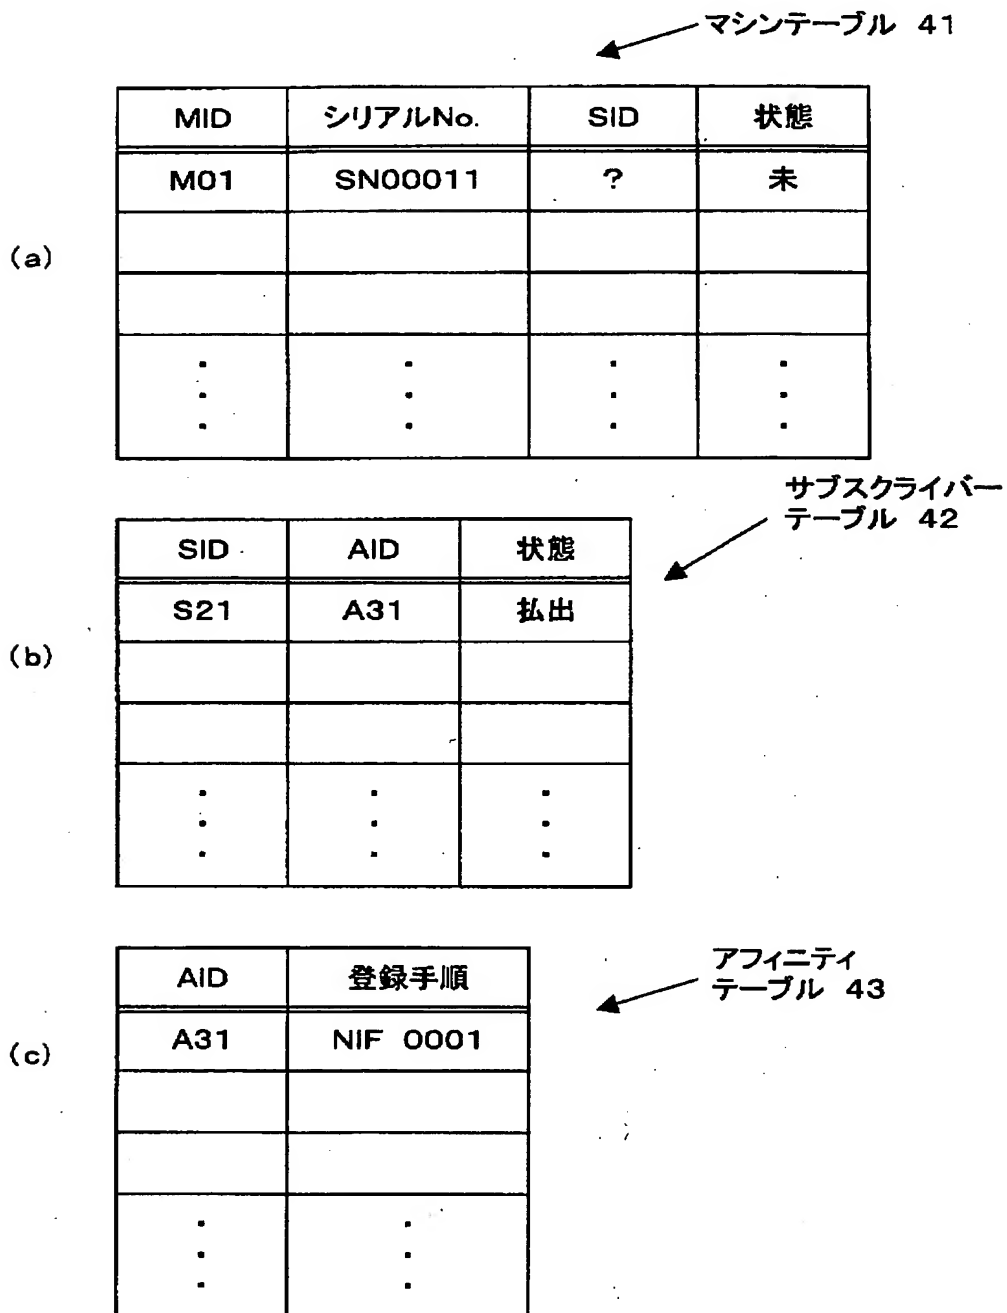 マシンテーブル 41
MID シリアルNo. SID 状態
M01 SN00011 ? 未
(a)
サブスクライバー
テーブル 42
SID AID 状態
S21 A31 払出
(b)
アフィニティ
テーブル 43
AID 登録手順
A31 NIF 0001
(c)